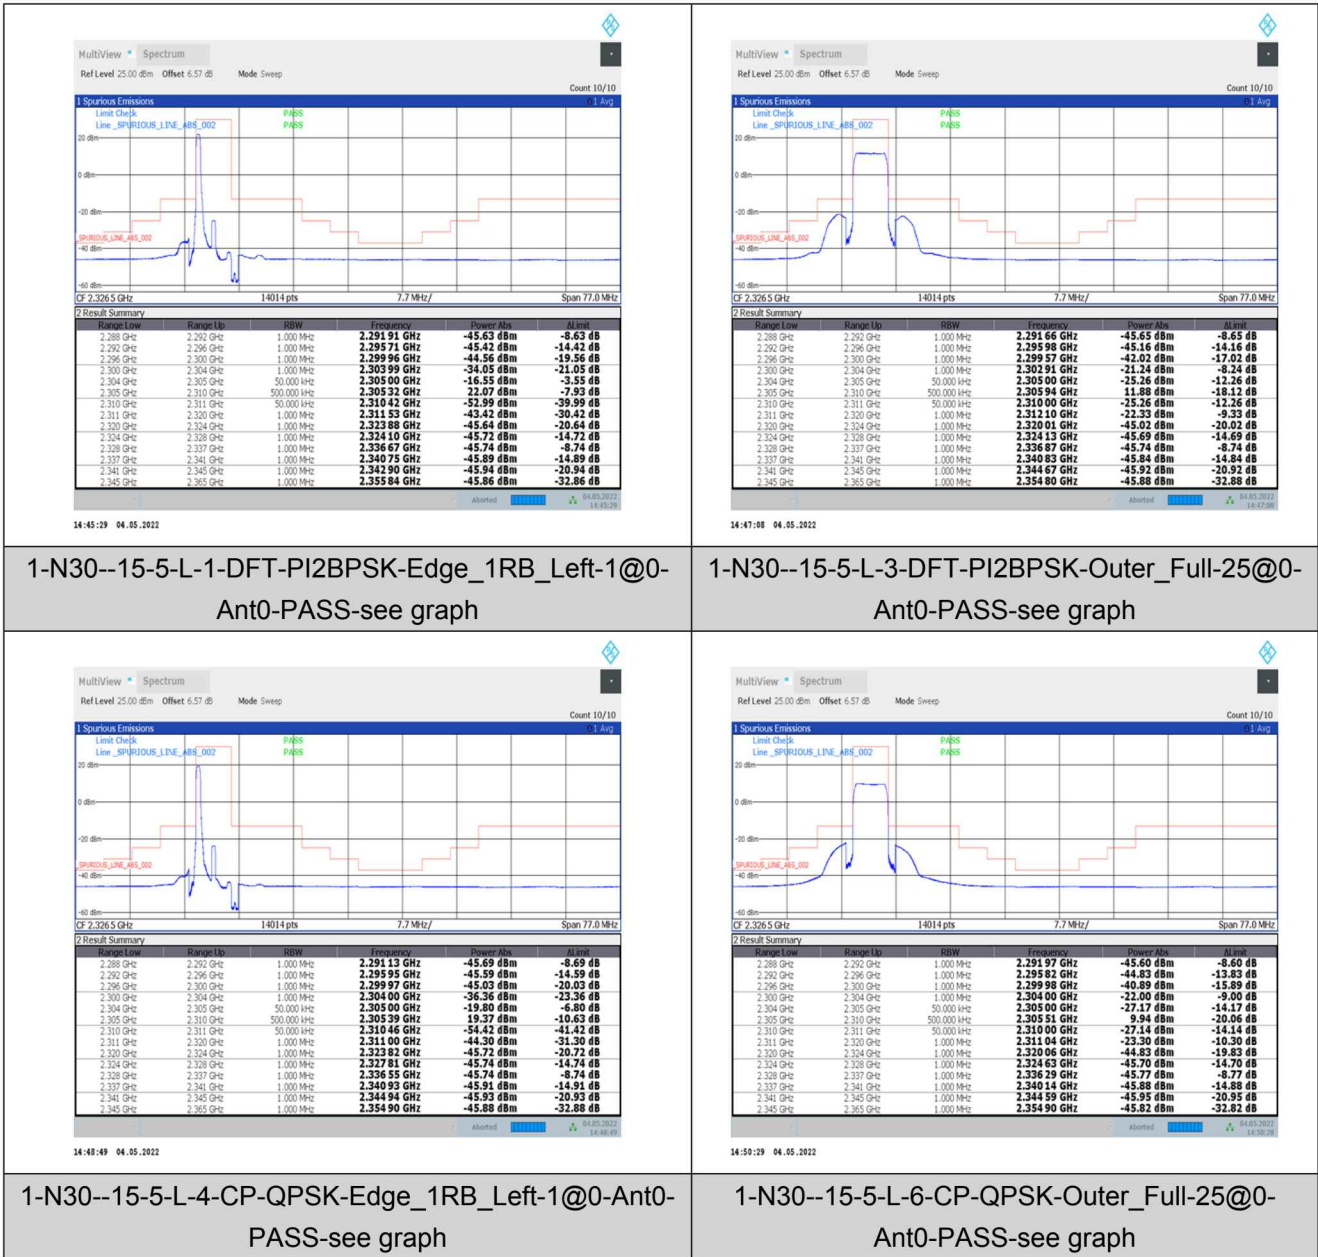 MultiView Spectrum
Ref Level 25.00 dBm Offset 6.57 dB Mode Sweep
Count 10/10
1 Spurious Emissions 1 Avg
Limit Check PASS
Line _SPURIOUS_LINE_ABS_002 PASS
20 dBm
0 dBm
-20 dBm
_SPURIOUS_LINE_ABS_002
-40 dBm
-60 dBm
CF 2.3265 GHz 14014 pts 7.7 MHz/ Span 77.0 MHz
2 Result Summary
Range Low Range Up RBW Frequency Power Abs ΔLimit
2.288 GHz 2.292 GHz 1.000 MHz 2.291 91 GHz -45.63 dBm -8.63 dB
2.292 GHz 2.296 GHz 1.000 MHz 2.295 71 GHz -45.42 dBm -14.42 dB
2.296 GHz 2.300 GHz 1.000 MHz 2.299 96 GHz -44.56 dBm -19.56 dB
2.300 GHz 2.304 GHz 1.000 MHz 2.303 99 GHz -34.05 dBm -21.05 dB
2.304 GHz 2.305 GHz 50.000 kHz 2.305 00 GHz -16.55 dBm -3.55 dB
2.305 GHz 2.310 GHz 500.000 kHz 2.305 32 GHz 22.07 dBm -7.93 dB
2.310 GHz 2.311 GHz 50.000 kHz 2.310 42 GHz -52.99 dBm -39.99 dB
2.311 GHz 2.320 GHz 1.000 MHz 2.311 53 GHz -43.42 dBm -30.42 dB
2.320 GHz 2.324 GHz 1.000 MHz 2.323 88 GHz -45.64 dBm -20.64 dB
2.324 GHz 2.328 GHz 1.000 MHz 2.324 10 GHz -45.72 dBm -14.72 dB
2.328 GHz 2.337 GHz 1.000 MHz 2.336 67 GHz -45.74 dBm -8.74 dB
2.337 GHz 2.341 GHz 1.000 MHz 2.340 75 GHz -45.89 dBm -14.89 dB
2.341 GHz 2.345 GHz 1.000 MHz 2.342 90 GHz -45.94 dBm -20.94 dB
2.345 GHz 2.365 GHz 1.000 MHz 2.355 84 GHz -45.86 dBm -32.86 dB
Aborted 04.05.2022
14:45:29
14:45:29 04.05.2022
1-N30--15-5-L-1-DFT-PI2BPSK-Edge_1RB_Left-1@0-
Ant0-PASS-see graph
MultiView Spectrum
Ref Level 25.00 dBm Offset 6.57 dB Mode Sweep
Count 10/10
1 Spurious Emissions 1 Avg
Limit Check PASS
Line _SPURIOUS_LINE_ABS_002 PASS
20 dBm
0 dBm
-20 dBm
_SPURIOUS_LINE_ABS_002
-40 dBm
-60 dBm
CF 2.3265 GHz 14014 pts 7.7 MHz/ Span 77.0 MHz
2 Result Summary
Range Low Range Up RBW Frequency Power Abs ΔLimit
2.288 GHz 2.292 GHz 1.000 MHz 2.291 66 GHz -45.65 dBm -8.65 dB
2.292 GHz 2.296 GHz 1.000 MHz 2.295 98 GHz -45.16 dBm -14.16 dB
2.296 GHz 2.300 GHz 1.000 MHz 2.299 57 GHz -42.02 dBm -17.02 dB
2.300 GHz 2.304 GHz 1.000 MHz 2.302 91 GHz -21.24 dBm -8.24 dB
2.304 GHz 2.305 GHz 50.000 kHz 2.305 00 GHz -25.26 dBm -12.26 dB
2.305 GHz 2.310 GHz 500.000 kHz 2.305 94 GHz 11.88 dBm -18.12 dB
2.310 GHz 2.311 GHz 50.000 kHz 2.310 00 GHz -25.26 dBm -12.26 dB
2.311 GHz 2.320 GHz 1.000 MHz 2.312 10 GHz -22.33 dBm -9.33 dB
2.320 GHz 2.324 GHz 1.000 MHz 2.320 01 GHz -45.02 dBm -20.02 dB
2.324 GHz 2.328 GHz 1.000 MHz 2.324 13 GHz -45.69 dBm -14.69 dB
2.328 GHz 2.337 GHz 1.000 MHz 2.336 87 GHz -45.74 dBm -8.74 dB
2.337 GHz 2.341 GHz 1.000 MHz 2.340 83 GHz -45.84 dBm -14.84 dB
2.341 GHz 2.345 GHz 1.000 MHz 2.344 67 GHz -45.92 dBm -20.92 dB
2.345 GHz 2.365 GHz 1.000 MHz 2.354 80 GHz -45.88 dBm -32.88 dB
Aborted 04.05.2022
14:47:08
14:47:08 04.05.2022
1-N30--15-5-L-3-DFT-PI2BPSK-Outer_Full-25@0-
Ant0-PASS-see graph
MultiView Spectrum
Ref Level 25.00 dBm Offset 6.57 dB Mode Sweep
Count 10/10
1 Spurious Emissions 1 Avg
Limit Check PASS
Line _SPURIOUS_LINE_ABS_002 PASS
20 dBm
0 dBm
-20 dBm
_SPURIOUS_LINE_ABS_002
-40 dBm
-60 dBm
CF 2.3265 GHz 14014 pts 7.7 MHz/ Span 77.0 MHz
2 Result Summary
Range Low Range Up RBW Frequency Power Abs ΔLimit
2.288 GHz 2.292 GHz 1.000 MHz 2.291 13 GHz -45.69 dBm -8.69 dB
2.292 GHz 2.296 GHz 1.000 MHz 2.295 95 GHz -45.59 dBm -14.59 dB
2.296 GHz 2.300 GHz 1.000 MHz 2.299 97 GHz -45.03 dBm -20.03 dB
2.300 GHz 2.304 GHz 1.000 MHz 2.304 00 GHz -36.36 dBm -23.36 dB
2.304 GHz 2.305 GHz 50.000 kHz 2.305 00 GHz -19.80 dBm -6.80 dB
2.305 GHz 2.310 GHz 500.000 kHz 2.305 39 GHz 19.37 dBm -10.63 dB
2.310 GHz 2.311 GHz 50.000 kHz 2.310 46 GHz -54.42 dBm -41.42 dB
2.311 GHz 2.320 GHz 1.000 MHz 2.311 00 GHz -44.30 dBm -31.30 dB
2.320 GHz 2.324 GHz 1.000 MHz 2.323 82 GHz -45.72 dBm -20.72 dB
2.324 GHz 2.328 GHz 1.000 MHz 2.327 81 GHz -45.74 dBm -14.74 dB
2.328 GHz 2.337 GHz 1.000 MHz 2.336 55 GHz -45.74 dBm -8.74 dB
2.337 GHz 2.341 GHz 1.000 MHz 2.340 93 GHz -45.91 dBm -14.91 dB
2.341 GHz 2.345 GHz 1.000 MHz 2.344 94 GHz -45.93 dBm -20.93 dB
2.345 GHz 2.365 GHz 1.000 MHz 2.354 90 GHz -45.88 dBm -32.88 dB
Aborted 04.05.2022
14:48:49
14:48:49 04.05.2022
1-N30--15-5-L-4-CP-QPSK-Edge_1RB_Left-1@0-Ant0-
PASS-see graph
MultiView Spectrum
Ref Level 25.00 dBm Offset 6.57 dB Mode Sweep
Count 10/10
1 Spurious Emissions 1 Avg
Limit Check PASS
Line _SPURIOUS_LINE_ABS_002 PASS
20 dBm
0 dBm
-20 dBm
_SPURIOUS_LINE_ABS_002
-40 dBm
-60 dBm
CF 2.3265 GHz 14014 pts 7.7 MHz/ Span 77.0 MHz
2 Result Summary
Range Low Range Up RBW Frequency Power Abs ΔLimit
2.288 GHz 2.292 GHz 1.000 MHz 2.291 97 GHz -45.60 dBm -8.60 dB
2.292 GHz 2.296 GHz 1.000 MHz 2.295 82 GHz -44.83 dBm -13.83 dB
2.296 GHz 2.300 GHz 1.000 MHz 2.299 98 GHz -40.89 dBm -15.89 dB
2.300 GHz 2.304 GHz 1.000 MHz 2.304 00 GHz -22.00 dBm -9.00 dB
2.304 GHz 2.305 GHz 50.000 kHz 2.305 00 GHz -27.17 dBm -14.17 dB
2.305 GHz 2.310 GHz 500.000 kHz 2.305 51 GHz 9.94 dBm -20.06 dB
2.310 GHz 2.311 GHz 50.000 kHz 2.310 00 GHz -27.14 dBm -14.14 dB
2.311 GHz 2.320 GHz 1.000 MHz 2.311 04 GHz -23.30 dBm -10.30 dB
2.320 GHz 2.324 GHz 1.000 MHz 2.320 06 GHz -44.83 dBm -19.83 dB
2.324 GHz 2.328 GHz 1.000 MHz 2.324 63 GHz -45.70 dBm -14.70 dB
2.328 GHz 2.337 GHz 1.000 MHz 2.336 29 GHz -45.77 dBm -8.77 dB
2.337 GHz 2.341 GHz 1.000 MHz 2.340 14 GHz -45.88 dBm -14.88 dB
2.341 GHz 2.345 GHz 1.000 MHz 2.344 59 GHz -45.95 dBm -20.95 dB
2.345 GHz 2.365 GHz 1.000 MHz 2.354 90 GHz -45.82 dBm -32.82 dB
Aborted 04.05.2022
14:50:28
14:50:29 04.05.2022
1-N30--15-5-L-6-CP-QPSK-Outer_Full-25@0-
Ant0-PASS-see graph